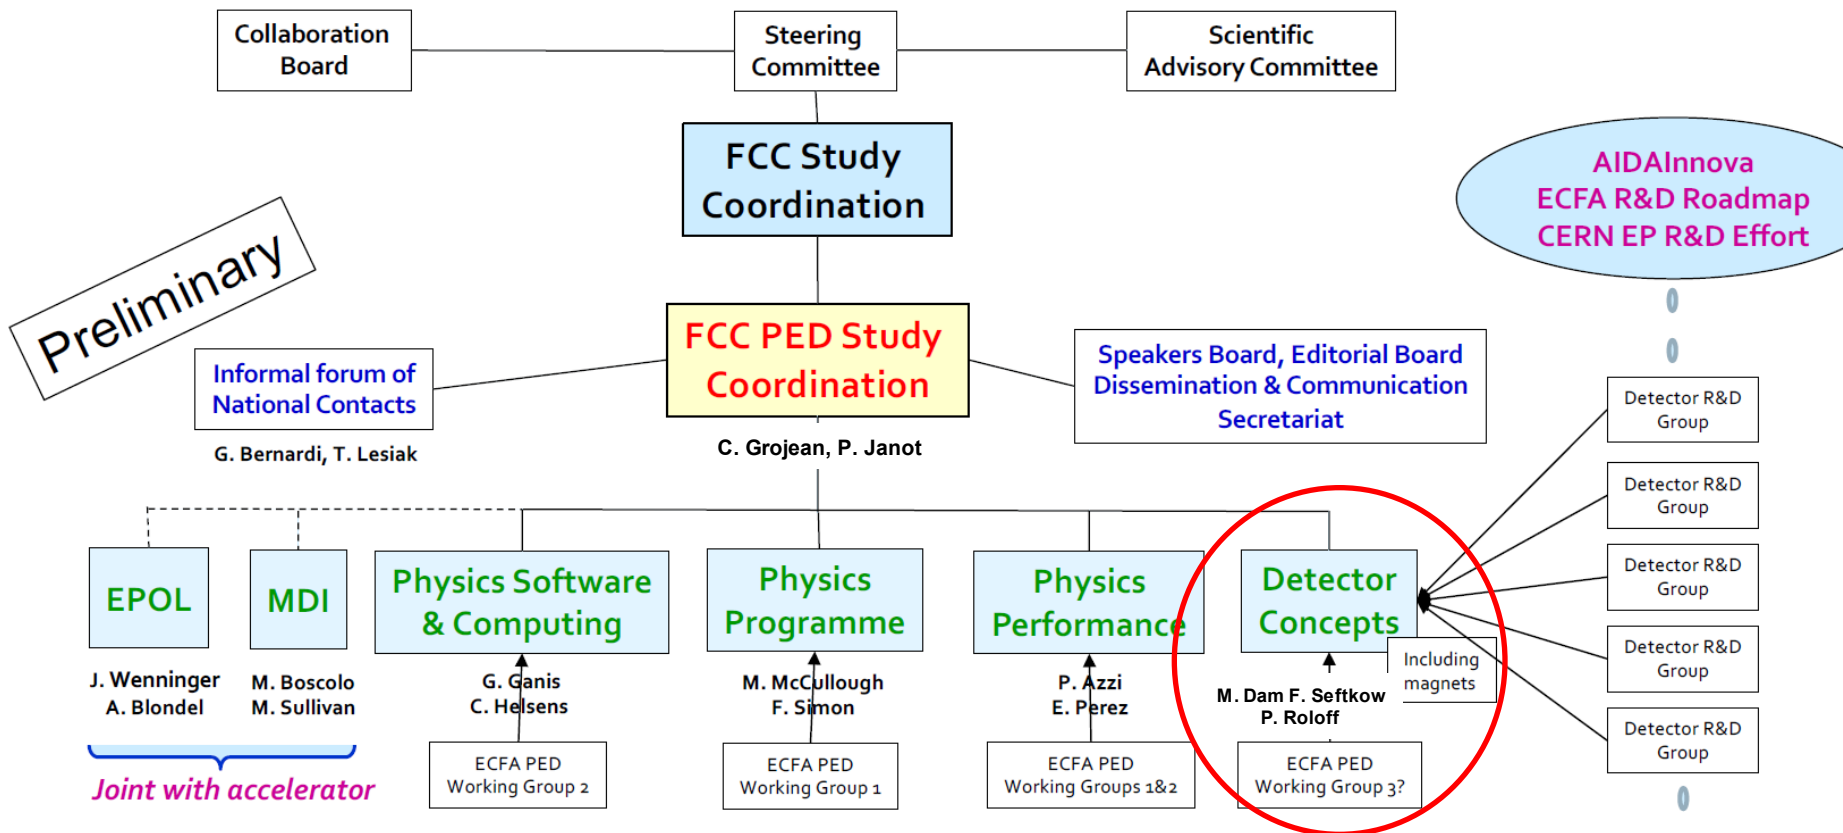 Collaboration
Board
Steering
Committee
Scientific
Advisory Committee
FCC Study
Coordination
AIDAInnova
ECFA R&D Roadmap
CERN EP R&D Effort
Preliminary
FCC PED Study
Coordination
Informal forum of
National Contacts
G. Bernardi, T. Lesiak
Speakers Board, Editorial Board
Dissemination & Communication
Secretariat
C. Grojean, P. Janot
Detector R&D
Group
Detector R&D
Group
Detector R&D
Group
Detector R&D
Group
Detector R&D
Group
EPOL
J. Wenninger
A. Blondel
MDI
M. Boscolo
M. Sullivan
Joint with accelerator
Physics Software
& Computing
G. Ganis
C. Helsens
ECFA PED
Working Group 2
Physics
Programme
M. McCullough
F. Simon
ECFA PED
Working Group 1
Physics
Performance
P. Azzi
E. Perez
ECFA PED
Working Groups 1&2
Detector
Concepts
Including
magnets
M. Dam F. Seftkow
P. Roloff
ECFA PED
Working Group 3?